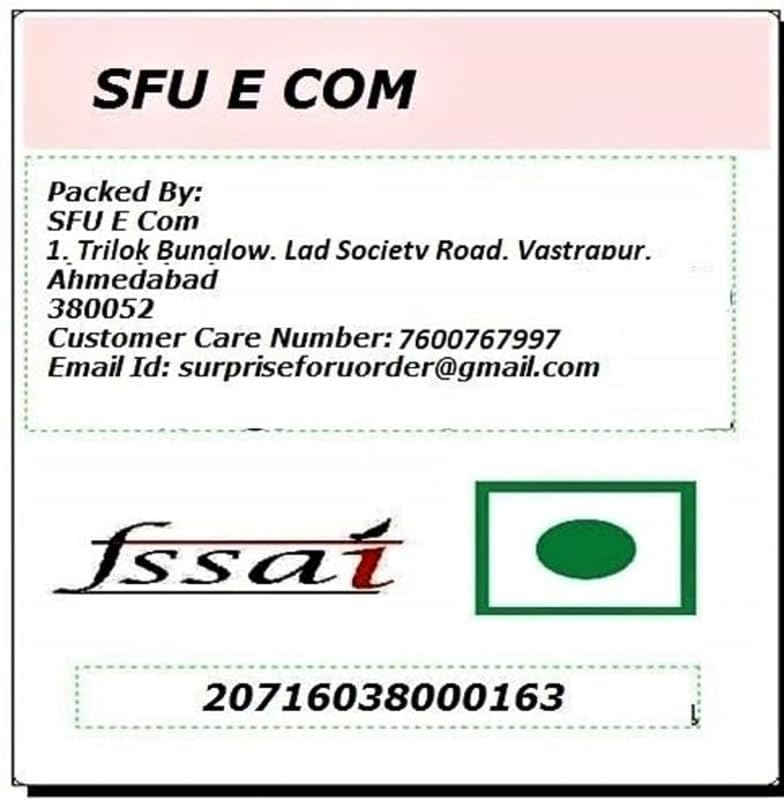 SFU E COM
Packed By:
SFU E Com
1, Trilok Bunglow, Lad Society Road, Vastrapur,
Ahmedabad
380052
Customer Care Number: 7600767997
Email Id: surpriseforuorder@gmail.com
fssai
20716038000163